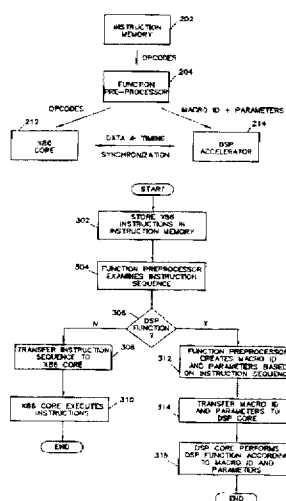 202
INSTRUCTION
MEMORY
OPCODES
204
FUNCTION
PRE-PROCESSOR
OPCODES
MACRO ID + PARAMETERS
212
214
X86
CORE
DATA & TIMING
SYNCHRONIZATION
DSP
ACCELERATOR
START
302
STORE X86
INSTRUCTIONS IN
INSTRUCTION MEMORY
304
FUNCTION PREPROCESSOR
EXAMINES INSTRUCTION
SEQUENCE
306
DSP
FUNCTION
?
N
Y
308
TRANSFER INSTRUCTION
SEQUENCE TO
X86 CORE
312
FUNCTION PREPROCESSOR
CREATES MACRO ID
AND PARAMETERS BASED
ON INSTRUCTION SEQUENCE
310
X86 CORE EXECUTES
INSTRUCTIONS
314
TRANSFER MACRO ID
AND PARAMETERS TO
DSP CORE
END
316
DSP CORE PERFORMS
DSP FUNCTION ACCORDING
TO MACRO ID AND
PARAMETERS
END